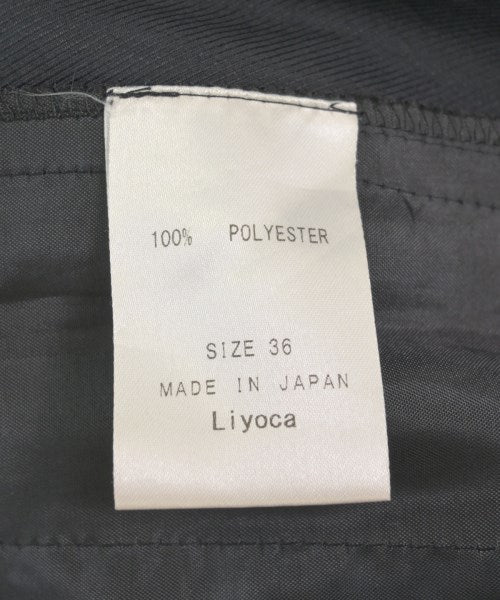 100% POLYESTER
SIZE 36
MADE IN JAPAN
Liyoca